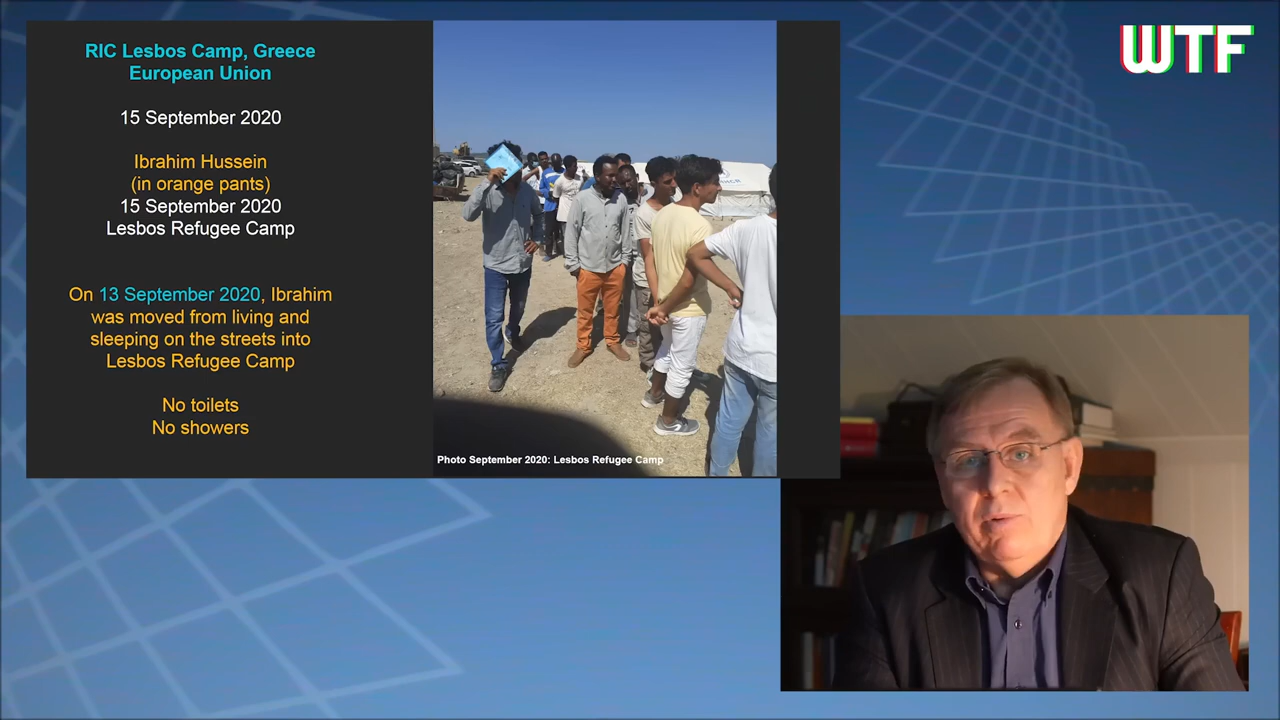 RIC Lesbos Camp, Greece
European Union
15 September 2020
Ibrahim Hussein
(in orange pants)
15 September 2020
Lesbos Refugee Camp
On 13 September 2020, Ibrahim
was moved from living and
sleeping on the streets into
Lesbos Refugee Camp
No toilets
No showers
Photo September 2020: Lesbos Refugee Camp
WTF